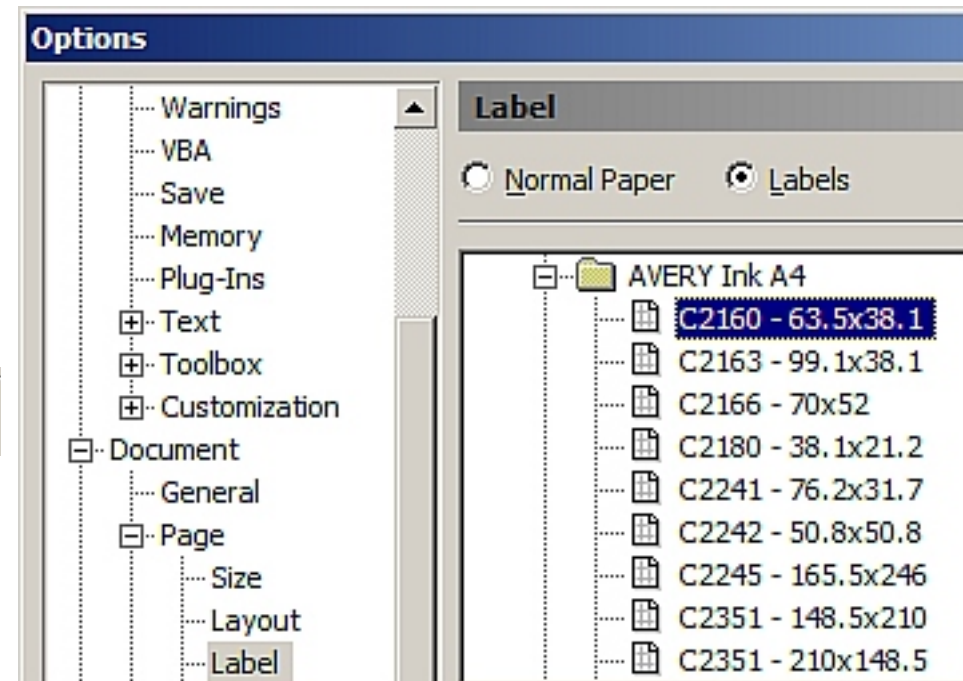 Options
Warnings
VBA
Save
Memory
Plug-Ins
Text
Toolbox
Customization
Document
General
Page
Size
Layout
Label
Label
Normal Paper Labels
AVERY Ink A4
C2160 - 63.5x38.1
C2163 - 99.1x38.1
C2166 - 70x52
C2180 - 38.1x21.2
C2241 - 76.2x31.7
C2242 - 50.8x50.8
C2245 - 165.5x246
C2351 - 148.5x210
C2351 - 210x148.5